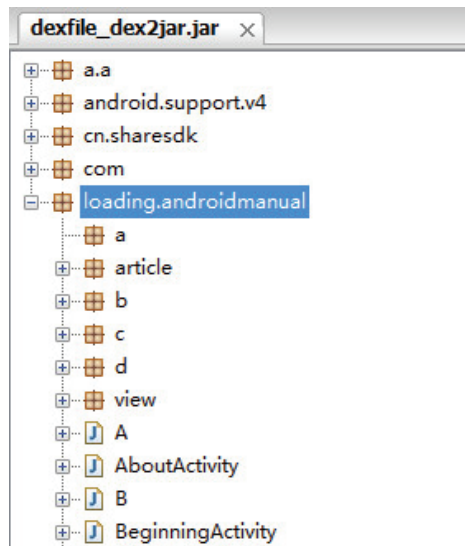 dexfile_dex2jar.jar
a.a
android.support.v4
cn.sharesdk
com
loading.androidmanual
a
article
b
c
d
view
A
AboutActivity
B
BeginningActivity